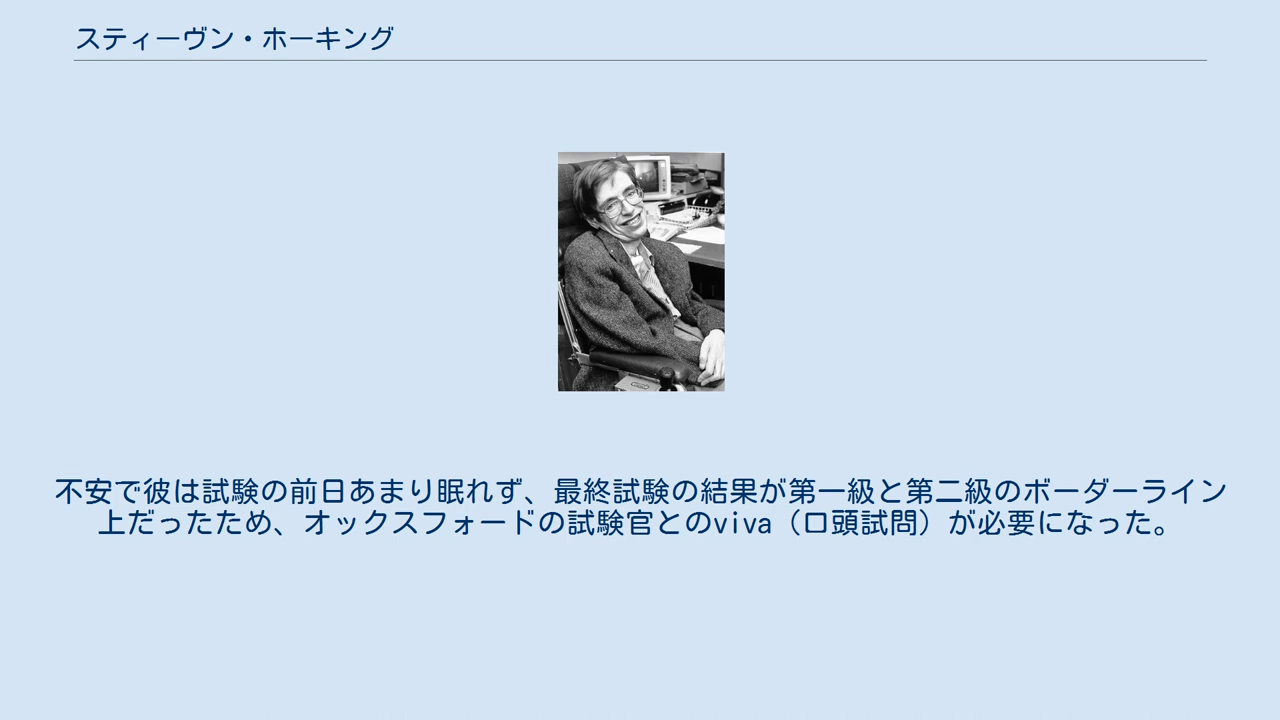 スティーヴン・ホーキング
不安で彼は試験の前日あまり眠れず、最終試験の結果が第一級と第二級のボーダーライン
上だったため、オックスフォードの試験官とのviva（口頭試問）が必要になった。